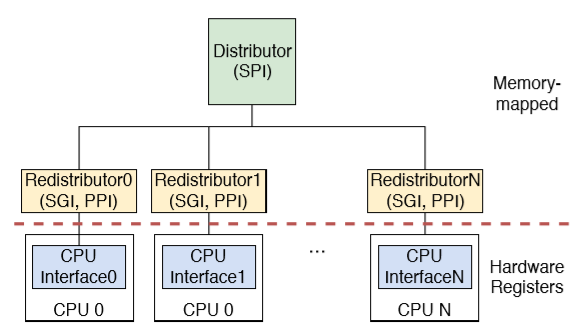 Distributor
(SPI)
Memory-
mapped
Redistributor0
(SGI, PPI)
Redistributor1
(SGI, PPI)
RedistributorN
(SGI, PPI)
CPU
Interface0
CPU 0
CPU
Interface1
CPU 0
...
CPU
InterfaceN
CPU N
Hardware
Registers